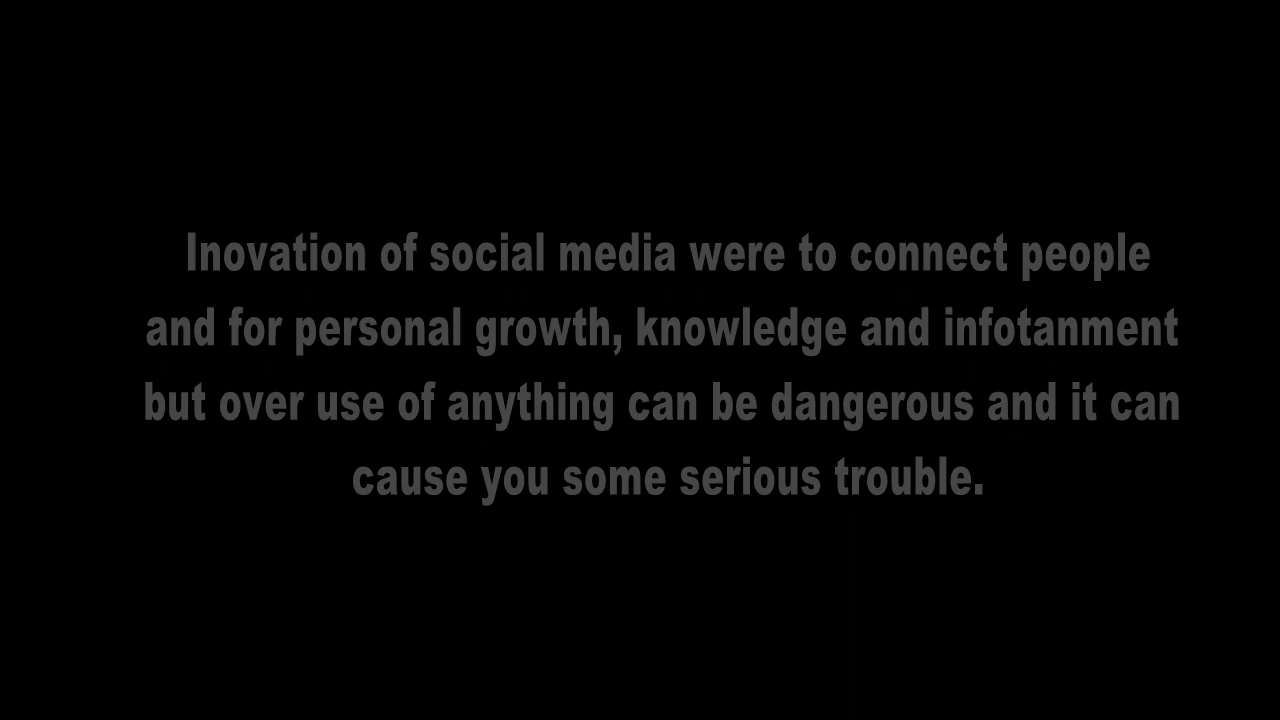 Inovation of social media were to connect people
and for personal growth, knowledge and infotanment
but over use of anything can be dangerous and it can
cause you some serious trouble.